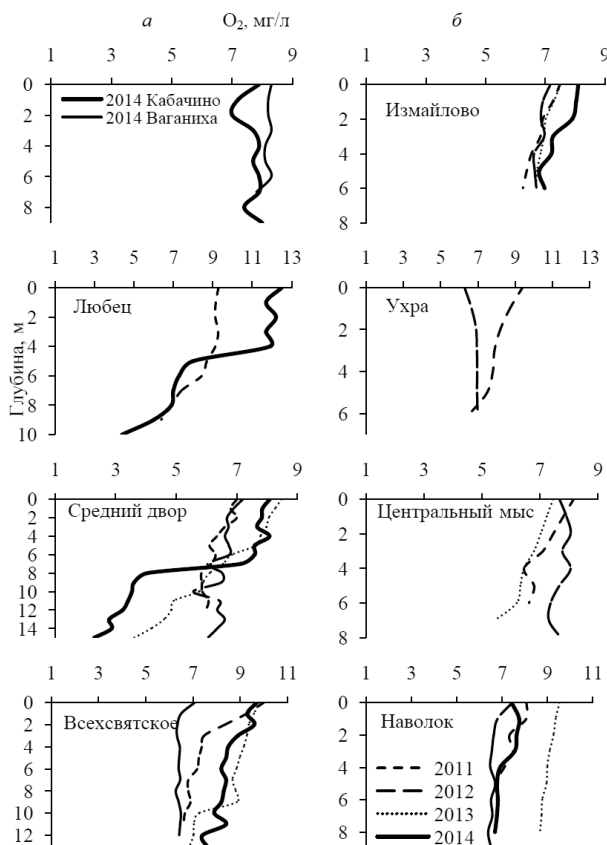 а O₂, мг/л б
1 3 5 7 9 1 3 5 7 9
0 0
2014 Кабачино
2 2014 Ваганиха 2 Измайлово
4 4
6 6
8 8
1 3 5 7 9 11 13 1 3 5 7 9 11 13
0 0
Любец Ухра
2 2
4 4
6 6
8
10
Глубина, м
1 3 5 7 9 1 3 5 7 9
0 0
2 Средний двор Центральный мыс
4 2
6 4
8 6
10 8
12
14
1 3 5 7 9 11 1 3 5 7 9 11
0 0
Всехсвятское Наволок
2 2
4 4 2011
6 6 2012
8 8 2013
10 2014
12